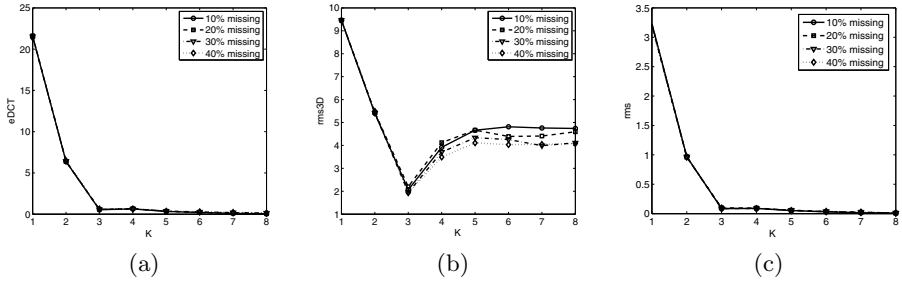 25
20
15
10
5
0
eDCT
1 2 3 4 5 6 7 8
K
10% missing
20% missing
30% missing
40% missing
(a)
10
9
8
7
6
5
4
3
2
1
rms3D
1 2 3 4 5 6 7 8
K
10% missing
20% missing
30% missing
40% missing
(b)
3.5
3
2.5
2
1.5
1
0.5
0
rms
1 2 3 4 5 6 7 8
K
10% missing
20% missing
30% missing
40% missing
(c)